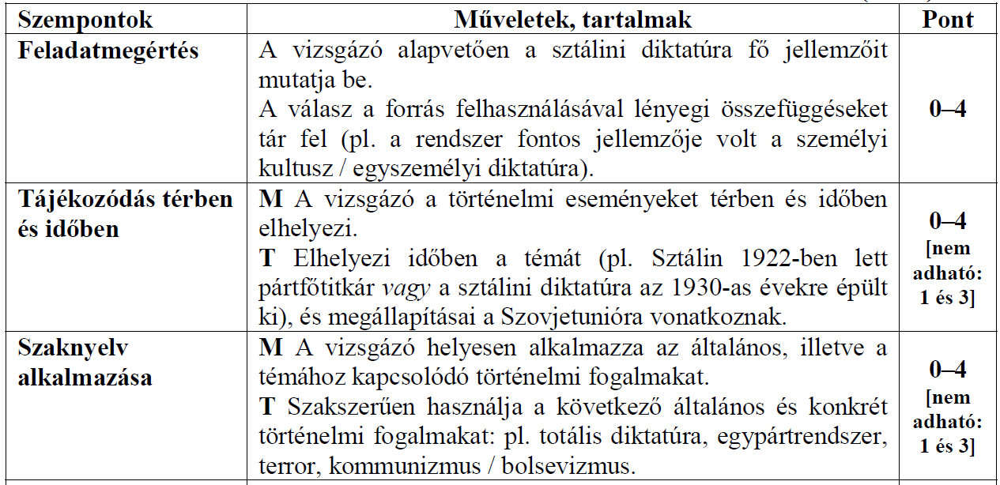 Szempontok Műveletek, tartalmak Pont
Feladatmegértés
A vizsgázó alapvetően a sztálini diktatúra fő jellemzőit
mutatja be.
A válasz a forrás felhasználásával lényegi összefüggéseket
tár fel (pl. a rendszer fontos jellemzője volt a személyi
kultusz / egyszemélyi diktatúra).
0–4
Tájékozódás térben
és időben
M A vizsgázó a történelmi eseményeket térben és időben
elhelyezi.
T Elhelyezi időben a témát (pl. Sztálin 1922-ben lett
pártfőtitkár vagy a sztálini diktatúra az 1930-as évekre épült
ki), és megállapításai a Szovjetunióra vonatkoznak.
0–4
[nem
adható:
1 és 3]
Szaknyelv
alkalmazása
M A vizsgázó helyesen alkalmazza az általános, illetve a
témához kapcsolódó történelmi fogalmakat.
T Szakszerűen használja a következő általános és konkrét
történelmi fogalmakat: pl. totális diktatúra, egypártrendszer,
terror, kommunizmus / bolsevizmus.
0–4
[nem
adható:
1 és 3]